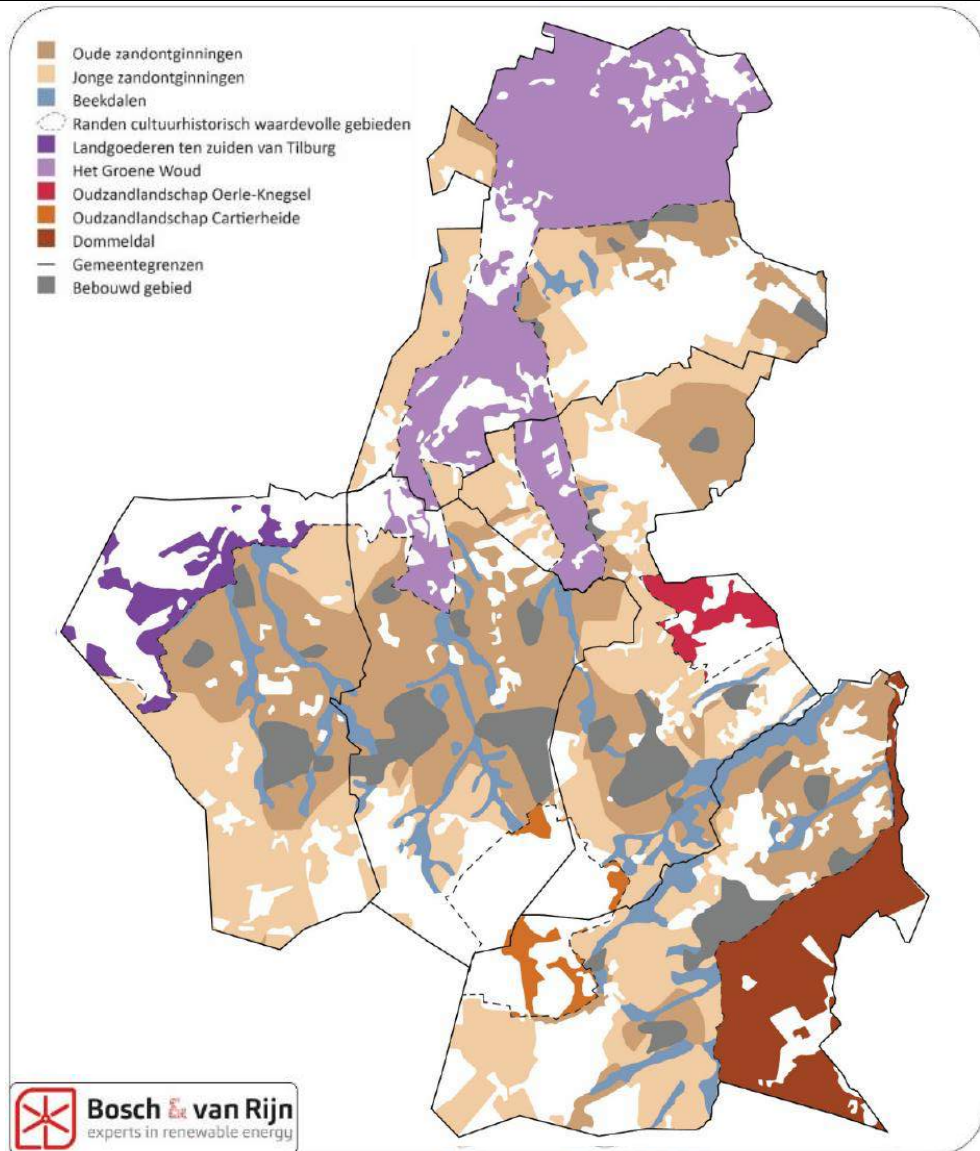 Oude zandontginningen
Jonge zandontginningen
Beekdalen
Randen cultuurhistorisch waardevolle gebieden
Landgoederen ten zuiden van Tilburg
Het Groene Woud
Oudzandlandschap Oerle-Knegsel
Oudzandlandschap Cartierheide
Dommeldal
Gemeentegrenzen
Bebouwd gebied
Bosch & van Rijn
experts in renewable energy